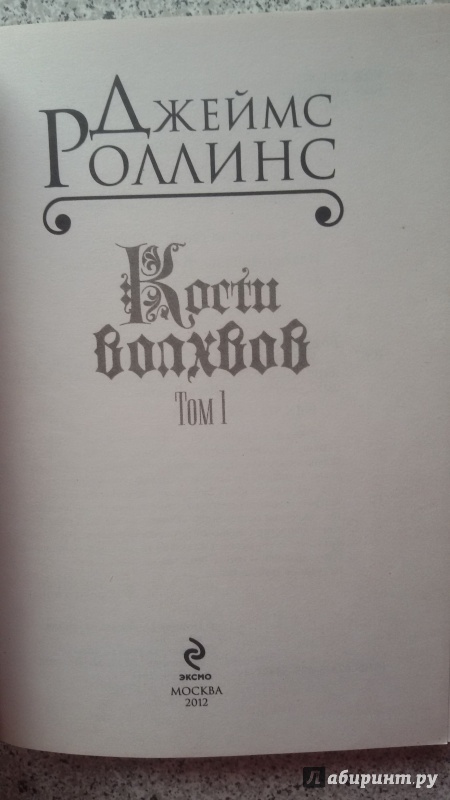 Джеймс
Роллинс
Кости
волхвов
Том 1
ЭКСМО
МОСКВА
2012
Лабиринт.ру